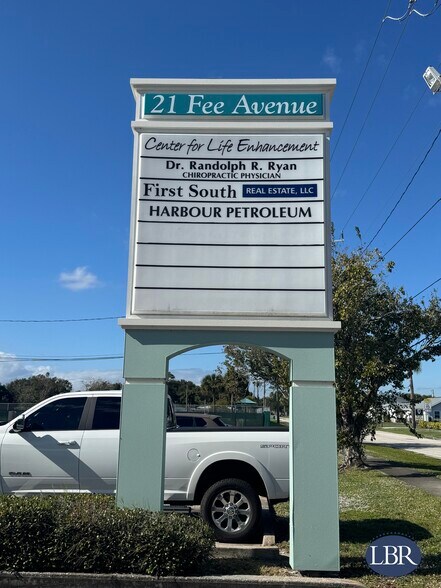 21 Fee Avenue
Center for Life Enhancement
Dr. Randolph R. Ryan
CHIROPRACTIC PHYSICIAN
First South REAL ESTATE, LLC
HARBOUR PETROLEUM
LBR